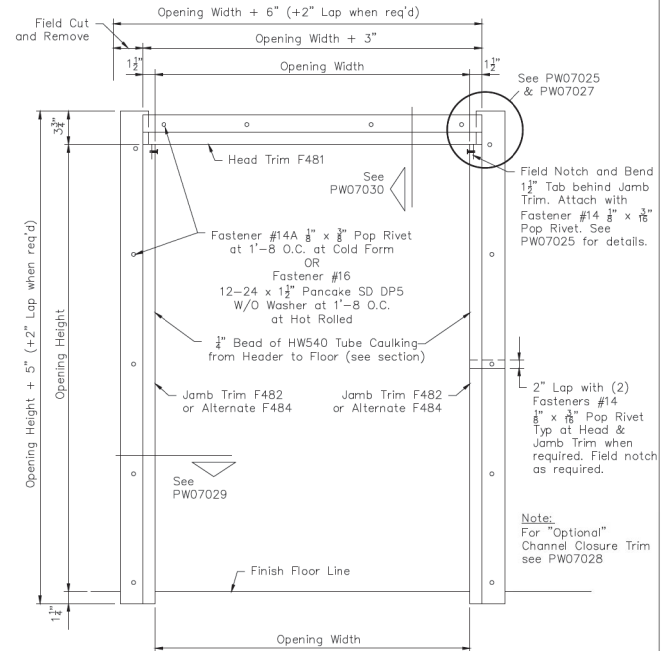 Opening Width + 6" (+2" Lap when req'd)
Field Cut
and Remove
Opening Width + 3"
1½"
Opening Width
1½"
See PW07025
& PW07027
3¾"
Head Trim F481
See
PW07030
Field Notch and Bend
1½" Tab behind Jamb
Trim. Attach with
Fastener #14 ⅛" x 3/16"
Pop Rivet. See
PW07025 for details.
Fastener #14A ⅛" x ⅜" Pop Rivet
at 1'-8 O.C. at Cold Form
OR
Fastener #16
12-24 x 1½" Pancake SD DP5
W/O Washer at 1'-8 O.C.
at Hot Rolled
¼" Bead of HW540 Tube Caulking
from Header to Floor (see section)
Opening Height + 5" (+2" Lap when req'd)
Opening Height
Jamb Trim F482
or Alternate F484
Jamb Trim F482
or Alternate F484
2" Lap with (2)
Fasteners #14
⅛" x 3/16" Pop Rivet
Typ at Head &
Jamb Trim when
required. Field notch
as required.
See
PW07029
Note:
For "Optional"
Channel Closure Trim
see PW07028
Finish Floor Line
1¼"
Opening Width